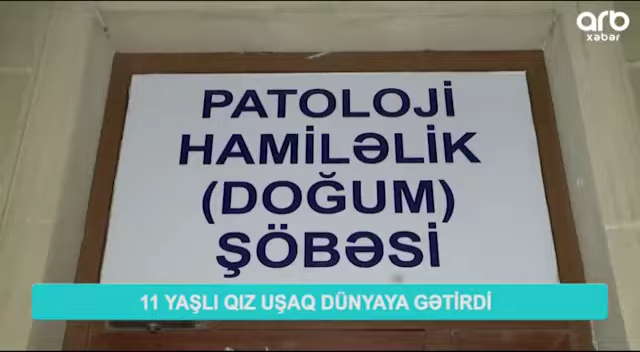 arb
xəbər
PATOLOJİ
HAMİLƏLİK
(DOĞUM)
ŞÖBƏSİ
11 YAŞLI QIZ UŞAQ DÜNYAYA GƏTİRDİ